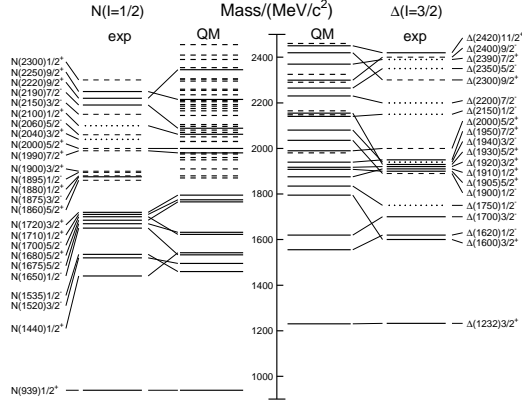 N(I=1/2) Mass/(MeV/c²) Δ(I=3/2)
exp QM QM exp
N(2300)1/2⁺
N(2250)9/2⁻
N(2220)9/2⁺
N(2190)7/2⁻
N(2150)3/2⁻
N(2100)1/2⁺
N(2060)5/2⁻
N(2040)3/2⁺
N(2000)5/2⁺
N(1990)7/2⁺
N(1900)3/2⁺
N(1895)1/2⁻
N(1880)1/2⁺
N(1875)3/2⁻
N(1860)5/2⁺
N(1720)3/2⁺
N(1710)1/2⁺
N(1700)5/2⁻
N(1680)5/2⁺
N(1675)5/2⁻
N(1650)1/2⁻
N(1535)1/2⁻
N(1520)3/2⁻
N(1440)1/2⁺
N(939)1/2⁺
2400
2200
2000
1800
1600
1400
1200
1000
Δ(2420)11/2⁺
Δ(2400)9/2⁻
Δ(2390)7/2⁺
Δ(2350)5/2⁻
Δ(2300)9/2⁺
Δ(2200)7/2⁻
Δ(2150)1/2⁻
Δ(2000)5/2⁺
Δ(1950)7/2⁺
Δ(1940)3/2⁻
Δ(1930)5/2⁻
Δ(1920)3/2⁺
Δ(1910)1/2⁺
Δ(1905)5/2⁺
Δ(1900)1/2⁻
Δ(1750)1/2⁺
Δ(1700)3/2⁻
Δ(1620)1/2⁻
Δ(1600)3/2⁺
Δ(1232)3/2⁺